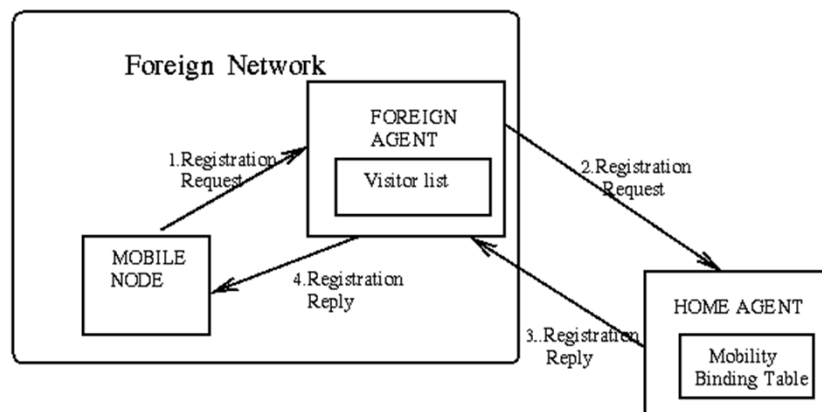 Foreign Network
FOREIGN
AGENT
Visitor list
1.Registration
Request
2.Registration
Request
MOBILE
NODE
4.Registration
Reply
3..Registration
Reply
HOME AGENT
Mobility
Binding Table